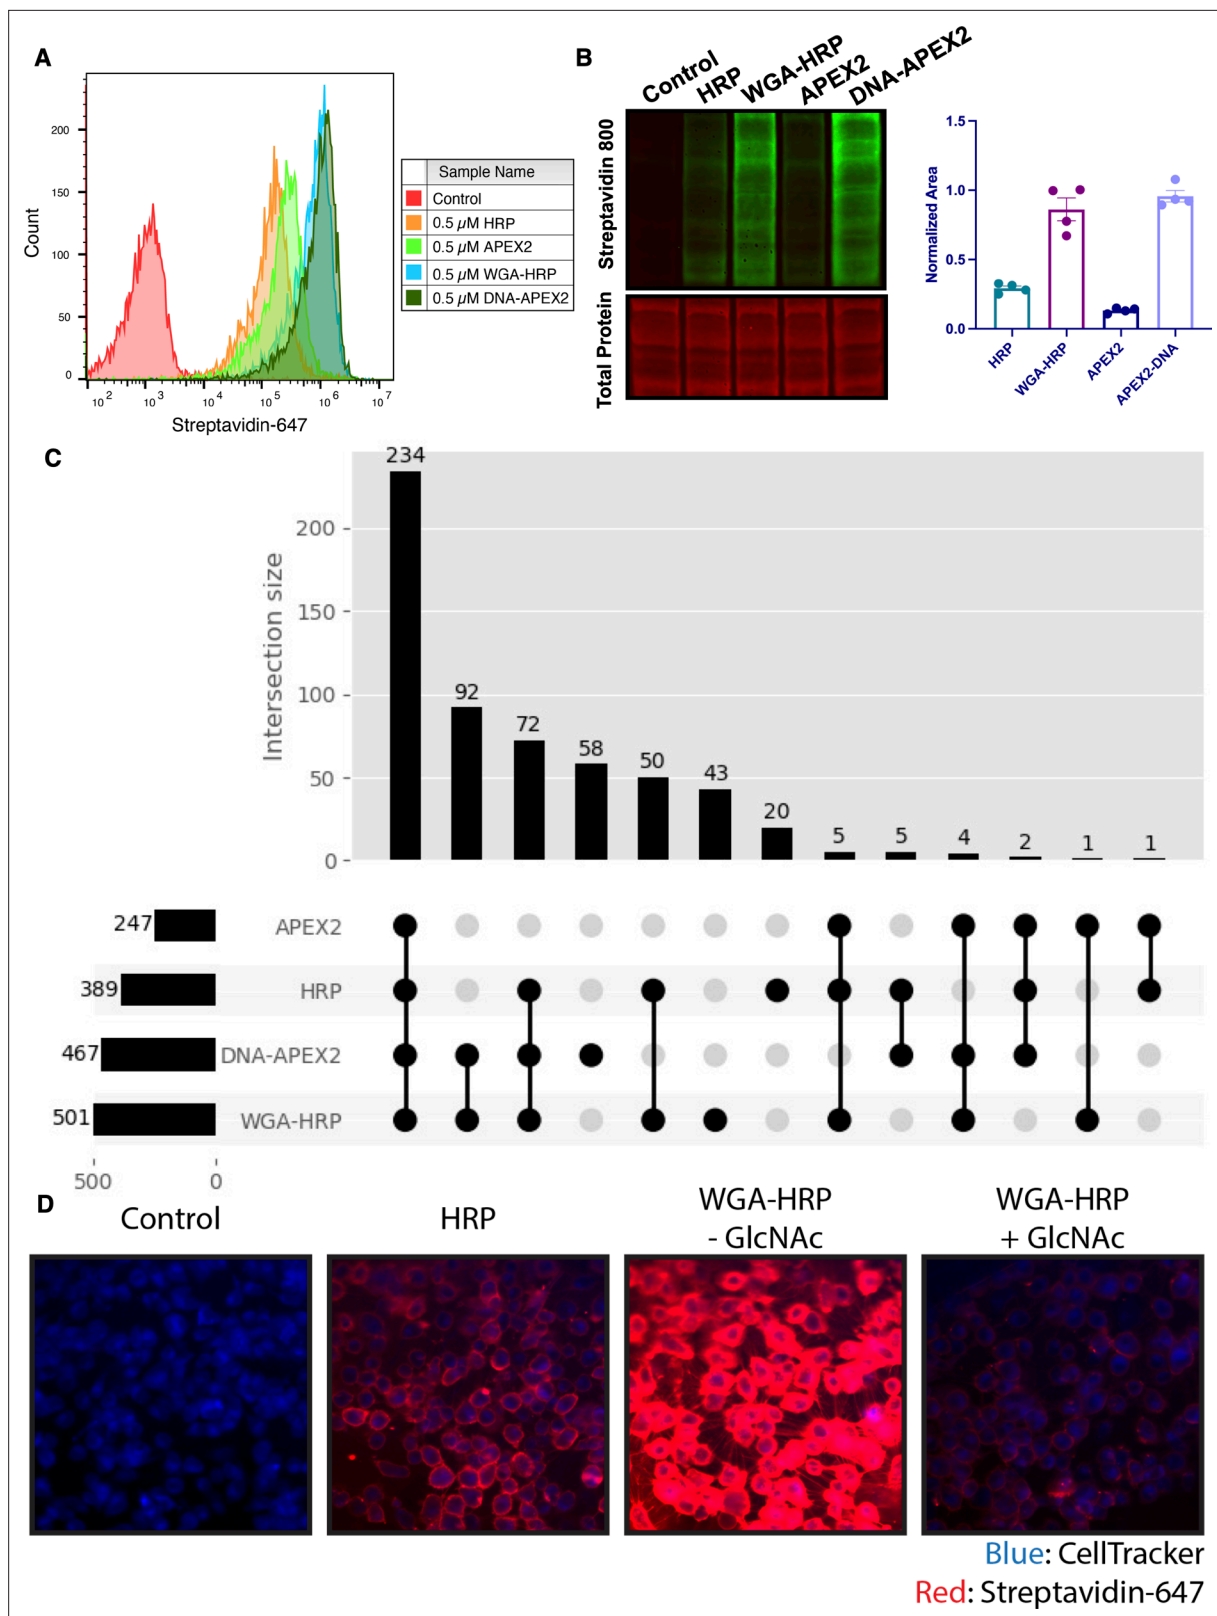 A
Count
200
150
100
50
0
10 2
10 3
10 4
10 5
10 6
10 7
Streptavidin-647
Sample Name
Control
0.5 µM HRP
0.5 µM APEX2
0.5 µM WGA-HRP
0.5 µM DNA-APEX2
B
Control
HRP
WGA-HRP
APEX2
DNA-APEX2
Streptavidin 800
Total Protein
Normalized Area
1.5
1.0
0.5
0.0
HRP
WGA-HRP
APEX2
APEX2-DNA
C
Intersection size
200
150
100
50
0
234
92
72
58
50
43
20
5
5
4
2
1
1
247
APEX2
389
HRP
467
DNA-APEX2
501
WGA-HRP
500
0
D
Control
HRP
WGA-HRP
- GlcNAc
WGA-HRP
+ GlcNAc
Blue: CellTracker
Red: Streptavidin-647